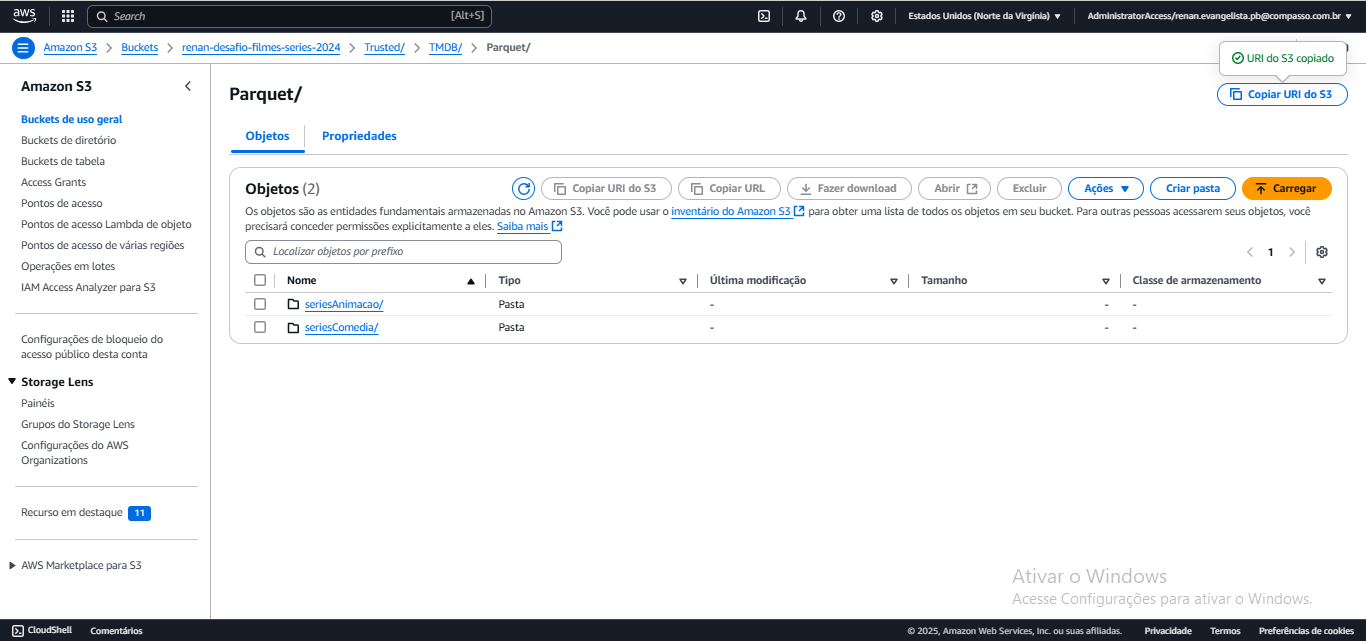 aws
Search
[Alt+S]
Estados Unidos (Norte da Virgínia)
AdministratorAccess/renan.evangelista.pb@compasso.com.br
Amazon S3
Buckets
renan-desafio-filmes-series-2024
Trusted/
TMDB/
Parquet/
URI do S3 copiado
Amazon S3
Buckets de uso geral
Buckets de diretório
Buckets de tabela
Access Grants
Pontos de acesso
Pontos de acesso Lambda de objeto
Pontos de acesso de várias regiões
Operações em lotes
IAM Access Analyzer para S3
Configurações de bloqueio do
acesso público desta conta
Storage Lens
Painéis
Grupos do Storage Lens
Configurações do AWS
Organizations
Recurso em destaque 11
AWS Marketplace para S3
Parquet/
Copiar URI do S3
Objetos
Propriedades
Objetos (2)
Copiar URI do S3
Copiar URL
Fazer download
Abrir
Excluir
Ações
Criar pasta
Carregar
Os objetos são as entidades fundamentais armazenadas no Amazon S3. Você pode usar o inventário do Amazon S3 para obter uma lista de todos os objetos em seu bucket. Para outras pessoas acessarem seus objetos, você
precisará conceder permissões explicitamente a eles. Saiba mais
Localizar objetos por prefixo
1
Nome
Tipo
Última modificação
Tamanho
Classe de armazenamento
seriesAnimacao/ Pasta - - -
seriesComedia/ Pasta - - -
Ativar o Windows
Acesse Configurações para ativar o Windows.
CloudShell
Comentários
© 2025, Amazon Web Services, Inc. ou suas afiliadas.
Privacidade
Termos
Preferências de cookies